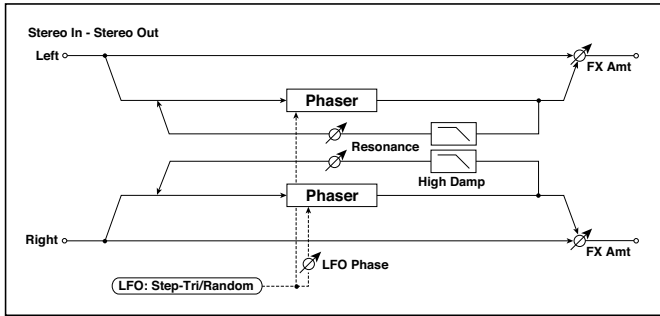 Stereo In - Stereo Out
Left
FX Amt
Phaser
Resonance
High Damp
Phaser
Right
FX Amt
LFO Phase
LFO: Step-Tri/Random